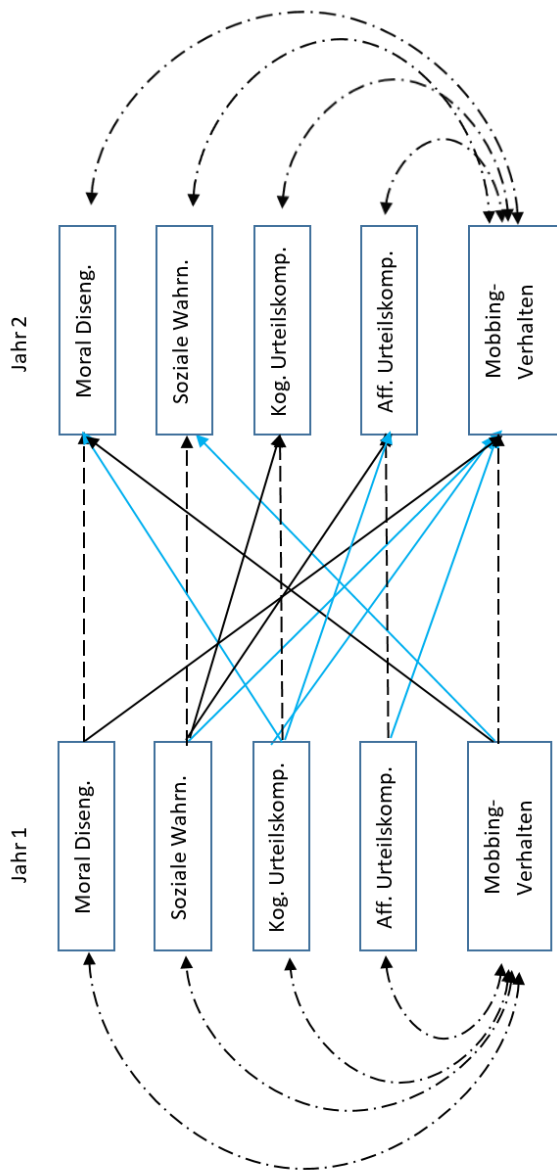 Jahr 1
Moral Diseng.
Soziale Wahrn.
Kog. Urteilskomp.
Aff. Urteilskomp.
Mobbing-
Verhalten
Jahr 2
Moral Diseng.
Soziale Wahrn.
Kog. Urteilskomp.
Aff. Urteilskomp.
Mobbing-
Verhalten